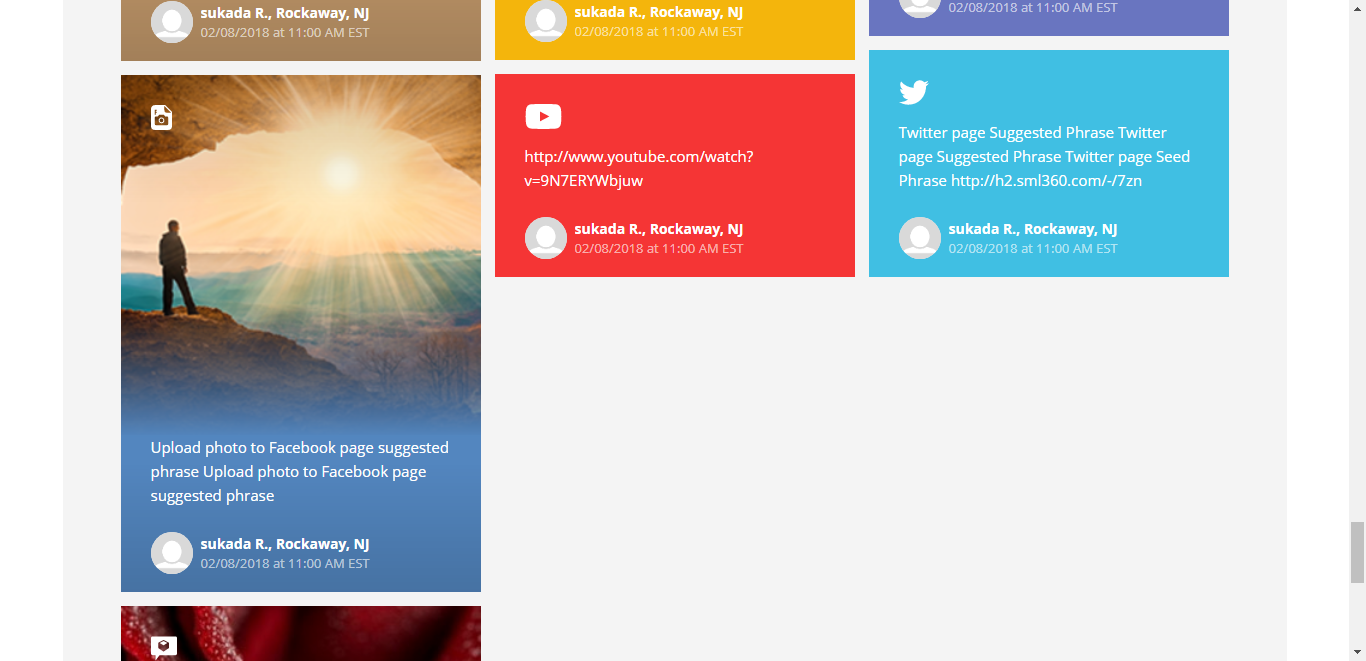 sukada R., Rockaway, NJ
02/08/2018 at 11:00 AM EST
Upload photo to Facebook page suggested
phrase Upload photo to Facebook page
suggested phrase
sukada R., Rockaway, NJ
02/08/2018 at 11:00 AM EST
sukada R., Rockaway, NJ
02/08/2018 at 11:00 AM EST
http://www.youtube.com/watch?
v=9N7ERYWbjuw
sukada R., Rockaway, NJ
02/08/2018 at 11:00 AM EST
02/08/2018 at 11:00 AM EST
Twitter page Suggested Phrase Twitter
page Suggested Phrase Twitter page Seed
Phrase http://h2.sml360.com/-/7zn
sukada R., Rockaway, NJ
02/08/2018 at 11:00 AM EST